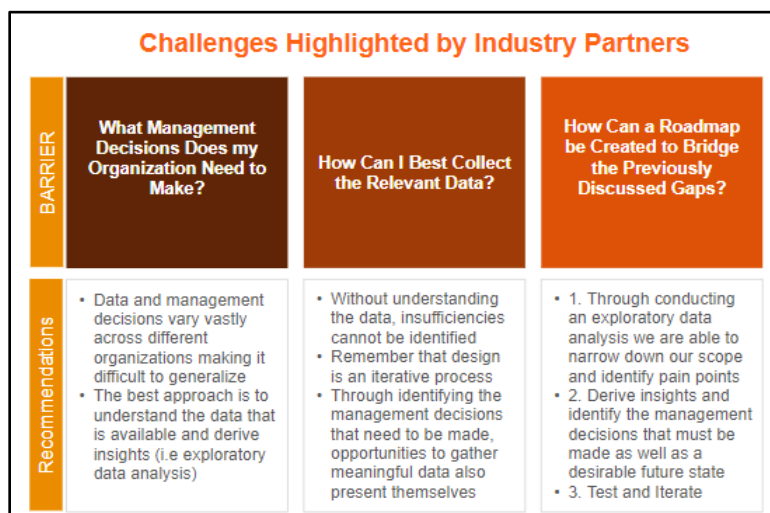 Challenges Highlighted by Industry Partners
BARRIER
What Management
Decisions Does my
Organization Need to
Make?
How Can I Best Collect
the Relevant Data?
How Can a Roadmap
be Created to Bridge
the Previously
Discussed Gaps?
Recommendations
• Data and management
decisions vary vastly
across different
organizations making it
difficult to generalize
• The best approach is to
understand the data that
is available and derive
insights (i.e exploratory
data analysis)
• Without understanding
the data, insufficiencies
cannot be identified
• Remember that design
is an iterative process
• Through identifying the
management decisions
that need to be made,
opportunities to gather
meaningful data also
present themselves
• 1. Through conducting
an exploratory data
analysis we are able to
narrow down our scope
and identify pain points
• 2. Derive insights and
identify the management
decisions that must be
made as well as a
desirable future state
• 3. Test and Iterate